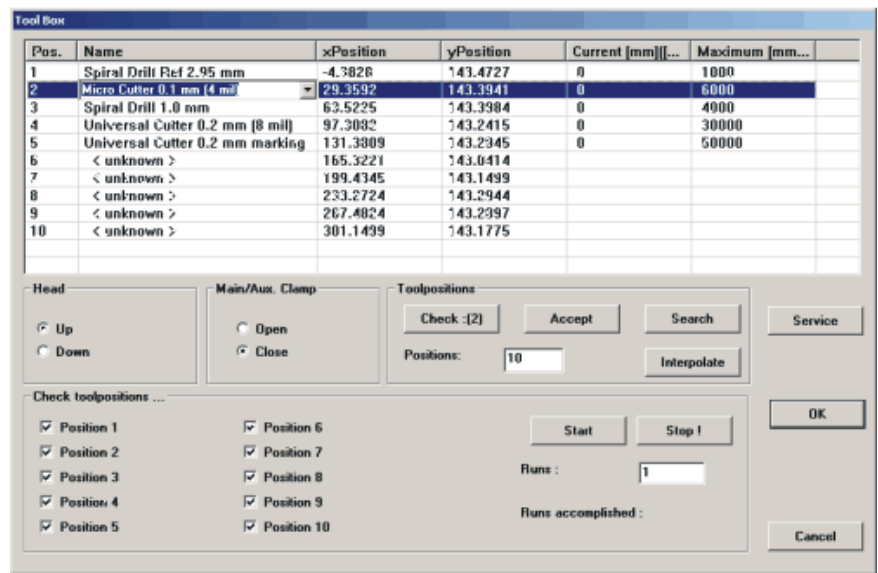 Tool Box
Pos. Name xPosition yPosition Current [mm]|[... Maximum [mm...
1 Spiral Drill Ref 2.95 mm -4.3826 143.4727 0 1000
2 Micro Cutter 0.1 mm (4 mil) 29.3592 143.3941 0 6000
3 Spiral Drill 1.0 mm 63.5225 143.3984 0 4000
4 Universal Cutter 0.2 mm (8 mil) 97.3082 143.2415 0 30000
5 Universal Cutter 0.2 mm marking 131.3809 143.2345 0 50000
6 < unknown > 165.3221 143.0414
7 < unknown > 199.4345 143.1499
8 < unknown > 233.2724 143.2944
9 < unknown > 267.4824 143.2397
10 < unknown > 301.1499 143.1775
Head Main/Aux. Clamp Toolpositions
Up Open Check :(2) Accept Search Service
Down Close Positions: 10 Interpolate
Check toolpositions ...
OK
Position 1 Position 6 Start Stop !
Position 2 Position 7
Position 3 Position 8 Runs : 1
Position 4 Position 9
Position 5 Position 10 Runs accomplished :
Cancel